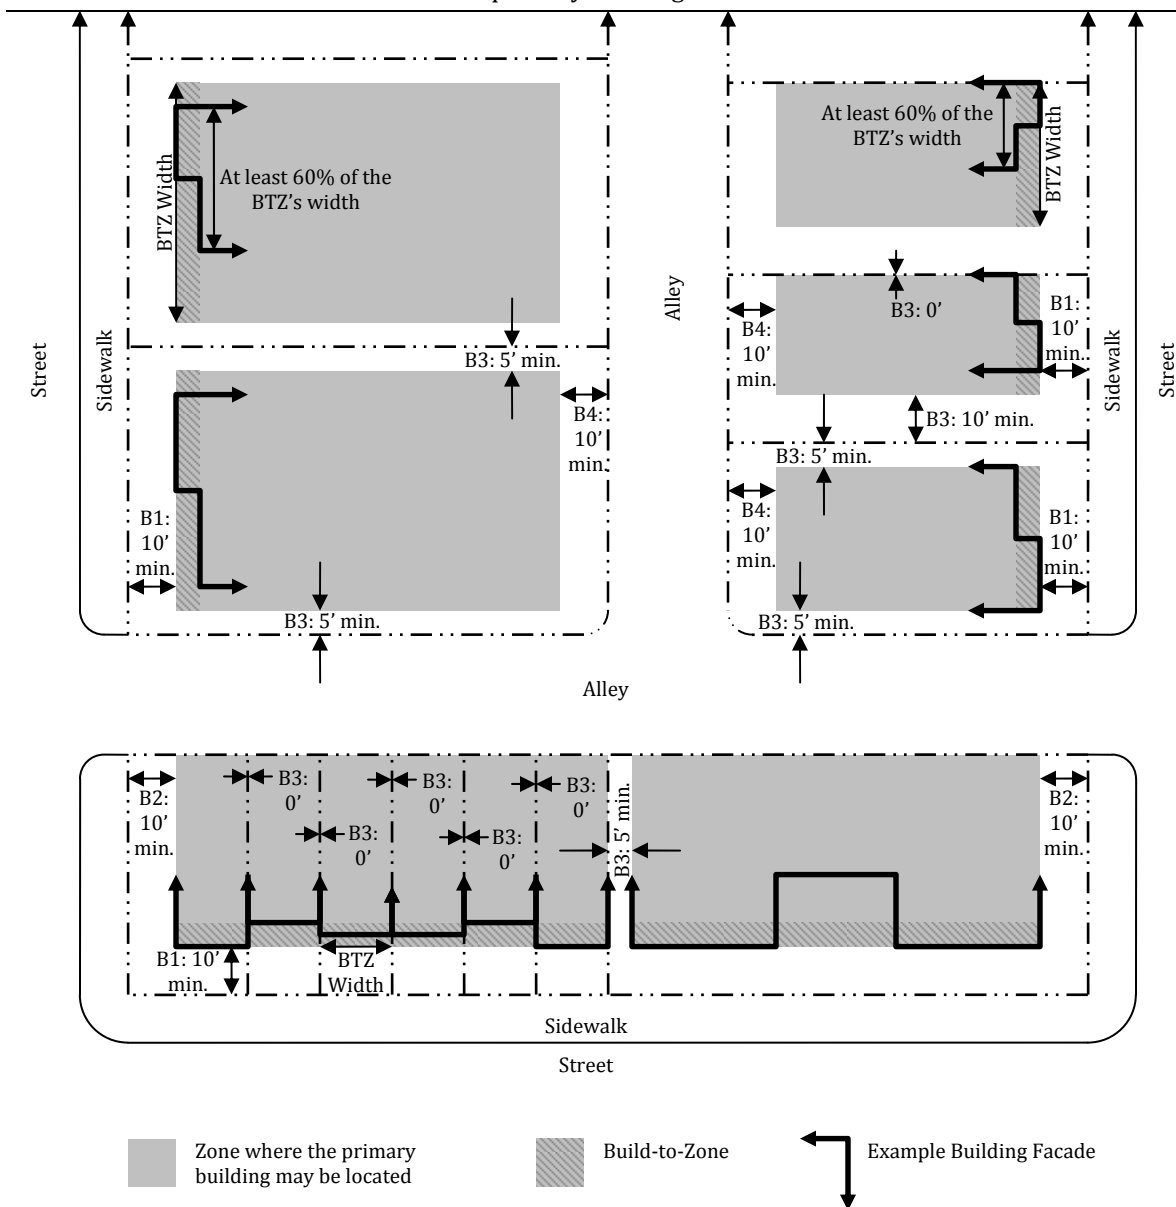 At least 60% of the
BTZ's width
BTZ Width
At least 60% of the
BTZ's width
BTZ Width
Street
Sidewalk
B3: 5' min.
B4:
10'
min.
B1:
10'
min.
B3: 5' min.
Alley
B3: 0'
B4:
10'
min.
B1:
10'
min.
B3: 10' min.
B3: 5' min.
B4:
10'
min.
B1:
10'
min.
B3: 5' min.
Sidewalk
Street
Alley
B2:
10'
min.
B3:
0'
B3:
0'
B3:
0'
B3:
0'
B3:
0'
B3: 5' min.
B2:
10'
min.
B1: 10'
min.
BTZ
Width
Sidewalk
Street
Zone where the primary
building may be located
Build-to-Zone
Example Building Facade